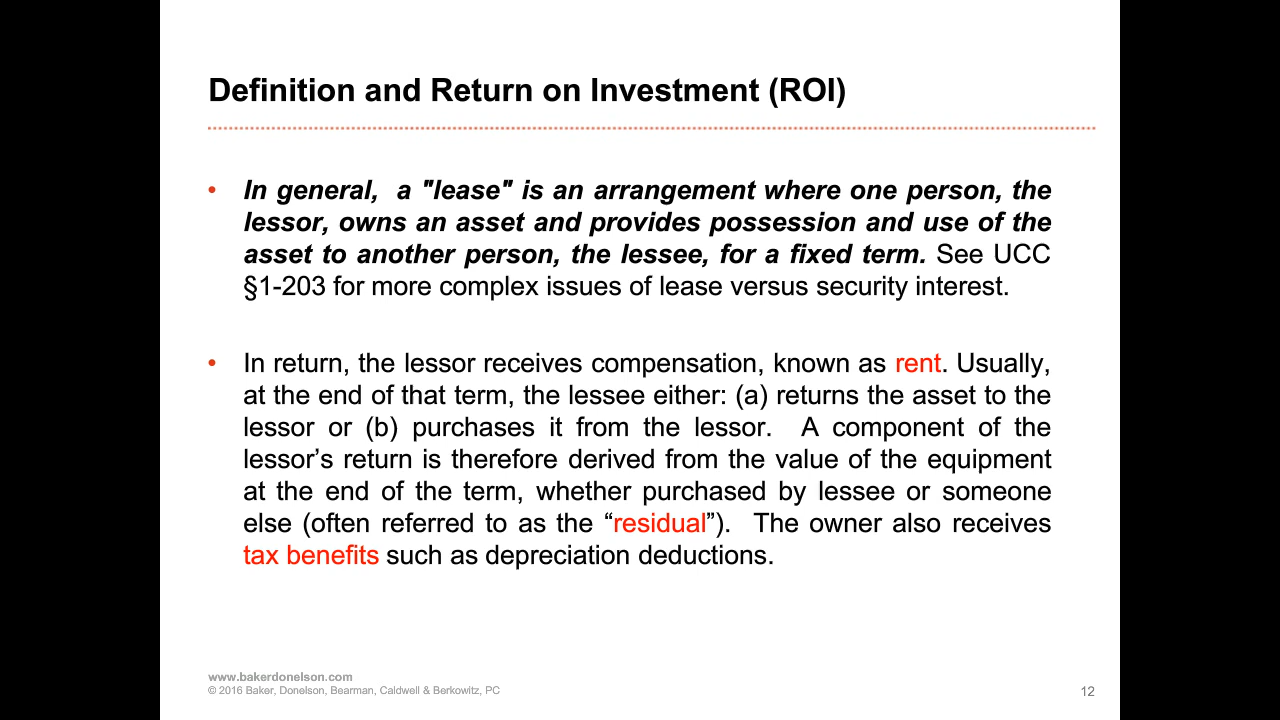 Definition and Return on Investment (ROI)
• In general,  a "lease" is an arrangement where one person, the
lessor, owns an asset and provides possession and use of the
asset to another person, the lessee, for a fixed term. See UCC
§1-203 for more complex issues of lease versus security interest.
• In return, the lessor receives compensation, known as rent. Usually,
at the end of that term, the lessee either: (a) returns the asset to the
lessor or (b) purchases it from the lessor.  A component of the
lessor’s return is therefore derived from the value of the equipment
at the end of the term, whether purchased by lessee or someone
else (often referred to as the “residual”).  The owner also receives
tax benefits such as depreciation deductions.
www.bakerdonelson.com
© 2016 Baker, Donelson, Bearman, Caldwell & Berkowitz, PC
12